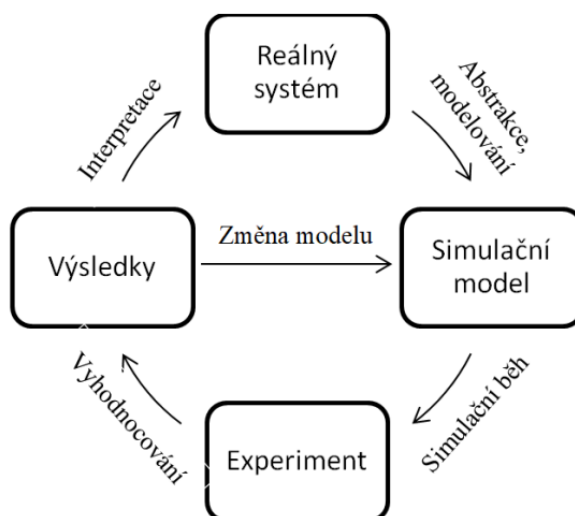 Reálný
systém
Interpretace
Abstrakce,
modelování
Výsledky
Změna modelu
Simulační
model
Vyhodnocování
Experiment
Simulační běh